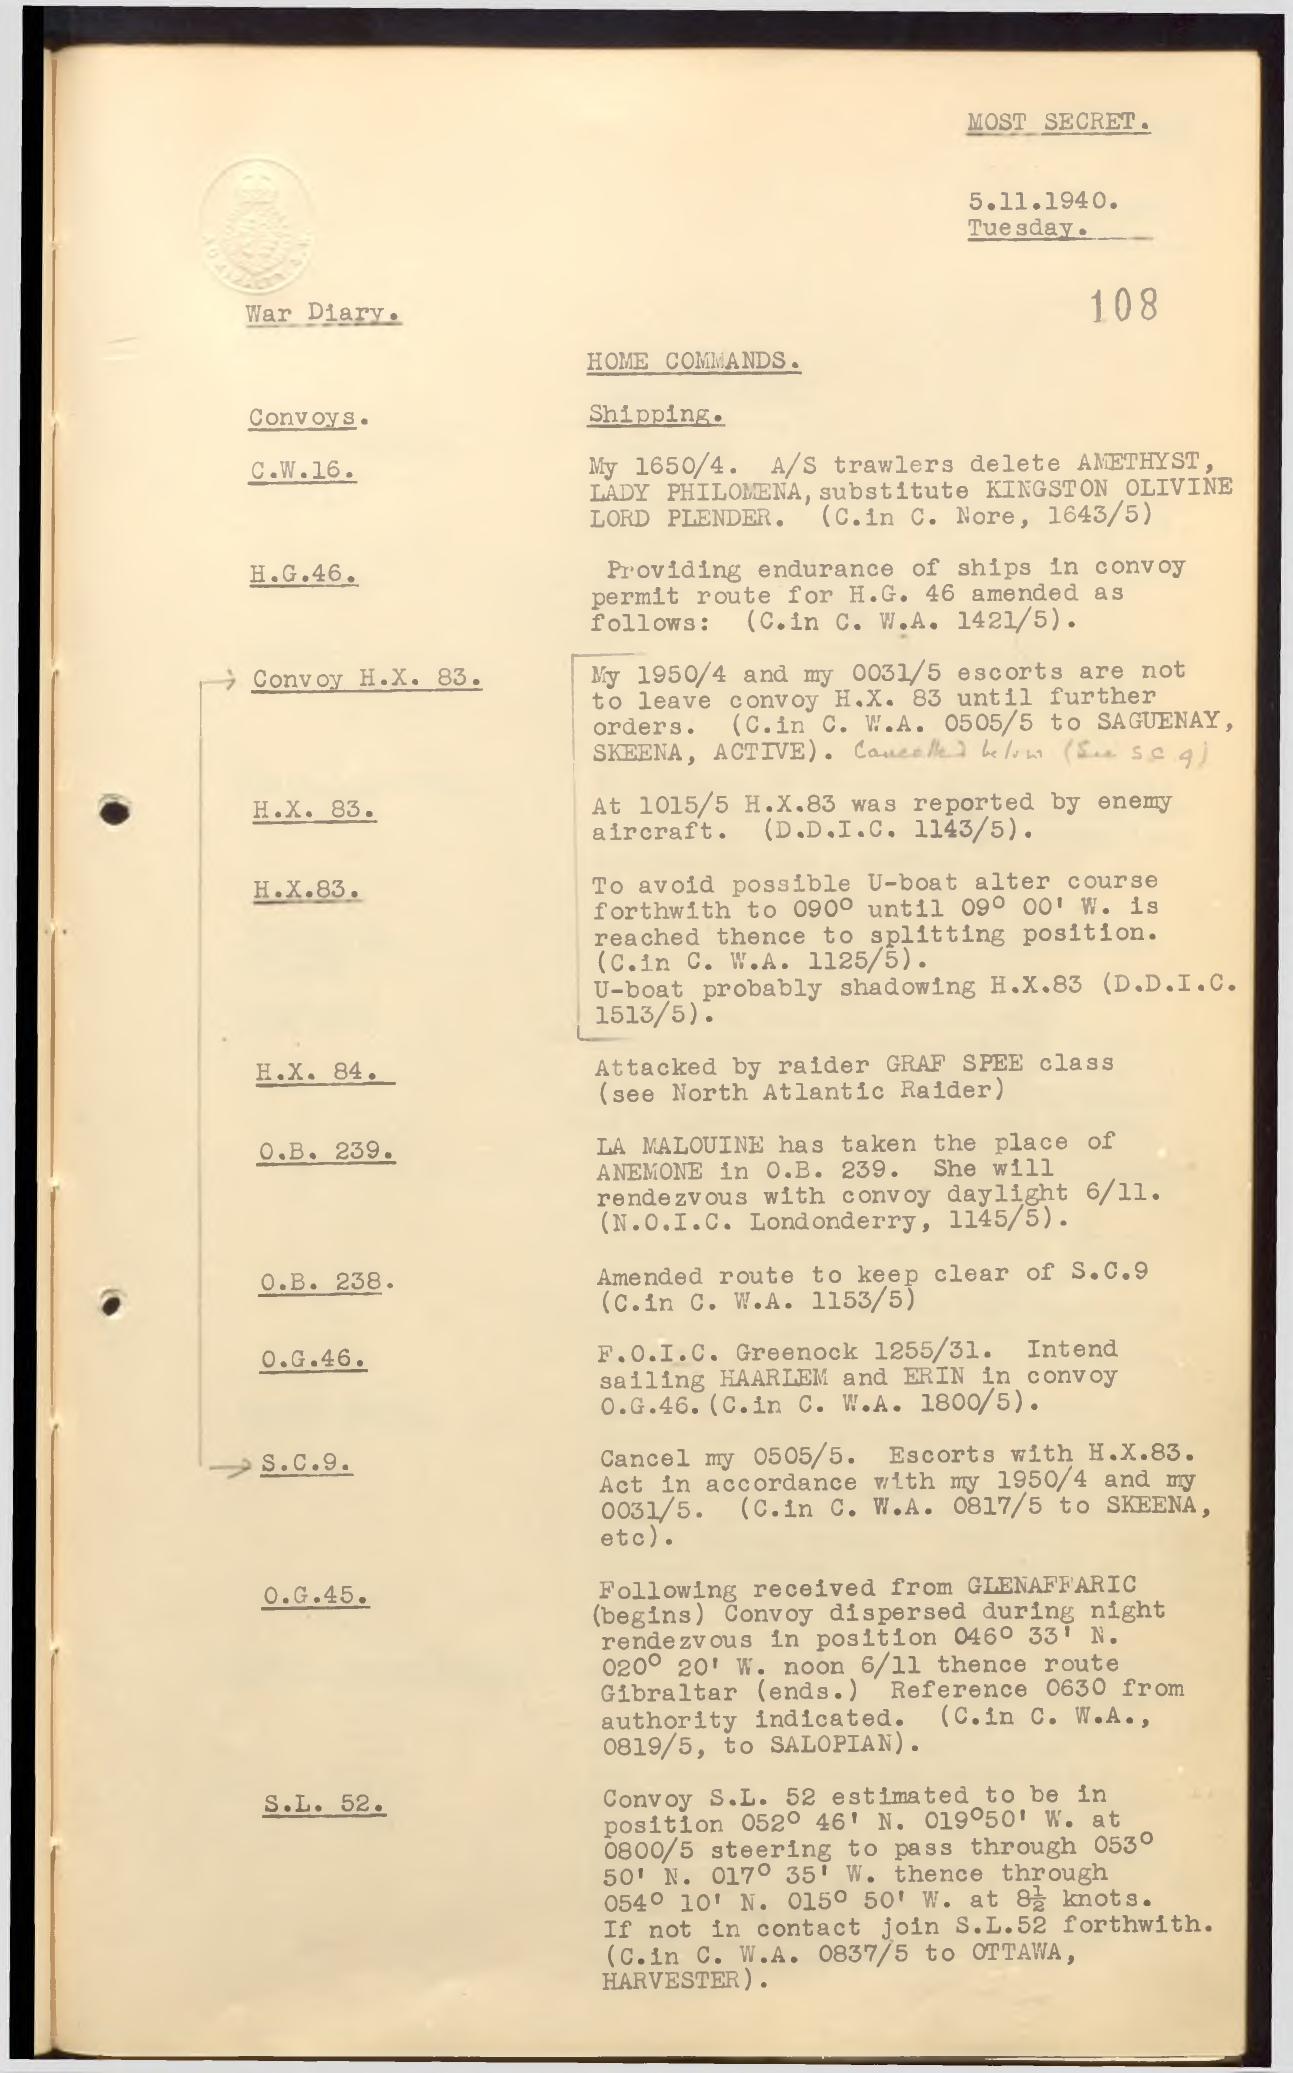 MOST SECRET.
5.11.1940.
Tuesday.
108
War Diary.
HOME COMMANDS.
Convoys.
Shipping.
C.W.16.
My 1650/4. A/S trawlers delete AMETHYST,
LADY PHILOMENA, substitute KINGSTON OLIVINE
LORD PLENDER. (C.in C. Nore, 1643/5)
H.G.46.
Providing endurance of ships in convoy
permit route for H.G. 46 amended as
follows: (C.in C. W.A. 1421/5).
Convoy H.X. 83.
My 1950/4 and my 0031/5 escorts are not
to leave convoy H.X. 83 until further
orders. (C.in C. W.A. 0505/5 to SAGUENAY,
SKEENA, ACTIVE). Cancelled below (See SC 9)
H.X. 83.
At 1015/5 H.X.83 was reported by enemy
aircraft. (D.D.I.C. 1143/5).
H.X.83.
To avoid possible U-boat alter course
forthwith to 090° until 09° 00' W. is
reached thence to splitting position.
(C.in C. W.A. 1125/5).
U-boat probably shadowing H.X.83 (D.D.I.C.
1513/5).
H.X. 84.
Attacked by raider GRAF SPEE class
(see North Atlantic Raider)
O.B. 239.
LA MALOUINE has taken the place of
ANEMONE in O.B. 239. She will
rendezvous with convoy daylight 6/11.
(N.O.I.C. Londonderry, 1145/5).
O.B. 238.
Amended route to keep clear of S.C.9
(C.in C. W.A. 1153/5)
O.G.46.
F.O.I.C. Greenock 1255/31. Intend
sailing HAARLEM and ERIN in convoy
O.G.46. (C.in C. W.A. 1800/5).
S.C.9.
Cancel my 0505/5. Escorts with H.X.83.
Act in accordance with my 1950/4 and my
0031/5. (C.in C. W.A. 0817/5 to SKEENA,
etc).
O.G.45.
Following received from GLENAFFARIC
(begins) Convoy dispersed during night
rendezvous in position 046° 33' N.
020° 20' W. noon 6/11 thence route
Gibraltar (ends.) Reference 0630 from
authority indicated. (C.in C. W.A.,
0819/5, to SALOPIAN).
S.L. 52.
Convoy S.L. 52 estimated to be in
position 052° 46' N. 019°50' W. at
0800/5 steering to pass through 053°
50' N. 017° 35' W. thence through
054° 10' N. 015° 50' W. at 8½ knots.
If not in contact join S.L.52 forthwith.
(C.in C. W.A. 0837/5 to OTTAWA,
HARVESTER).